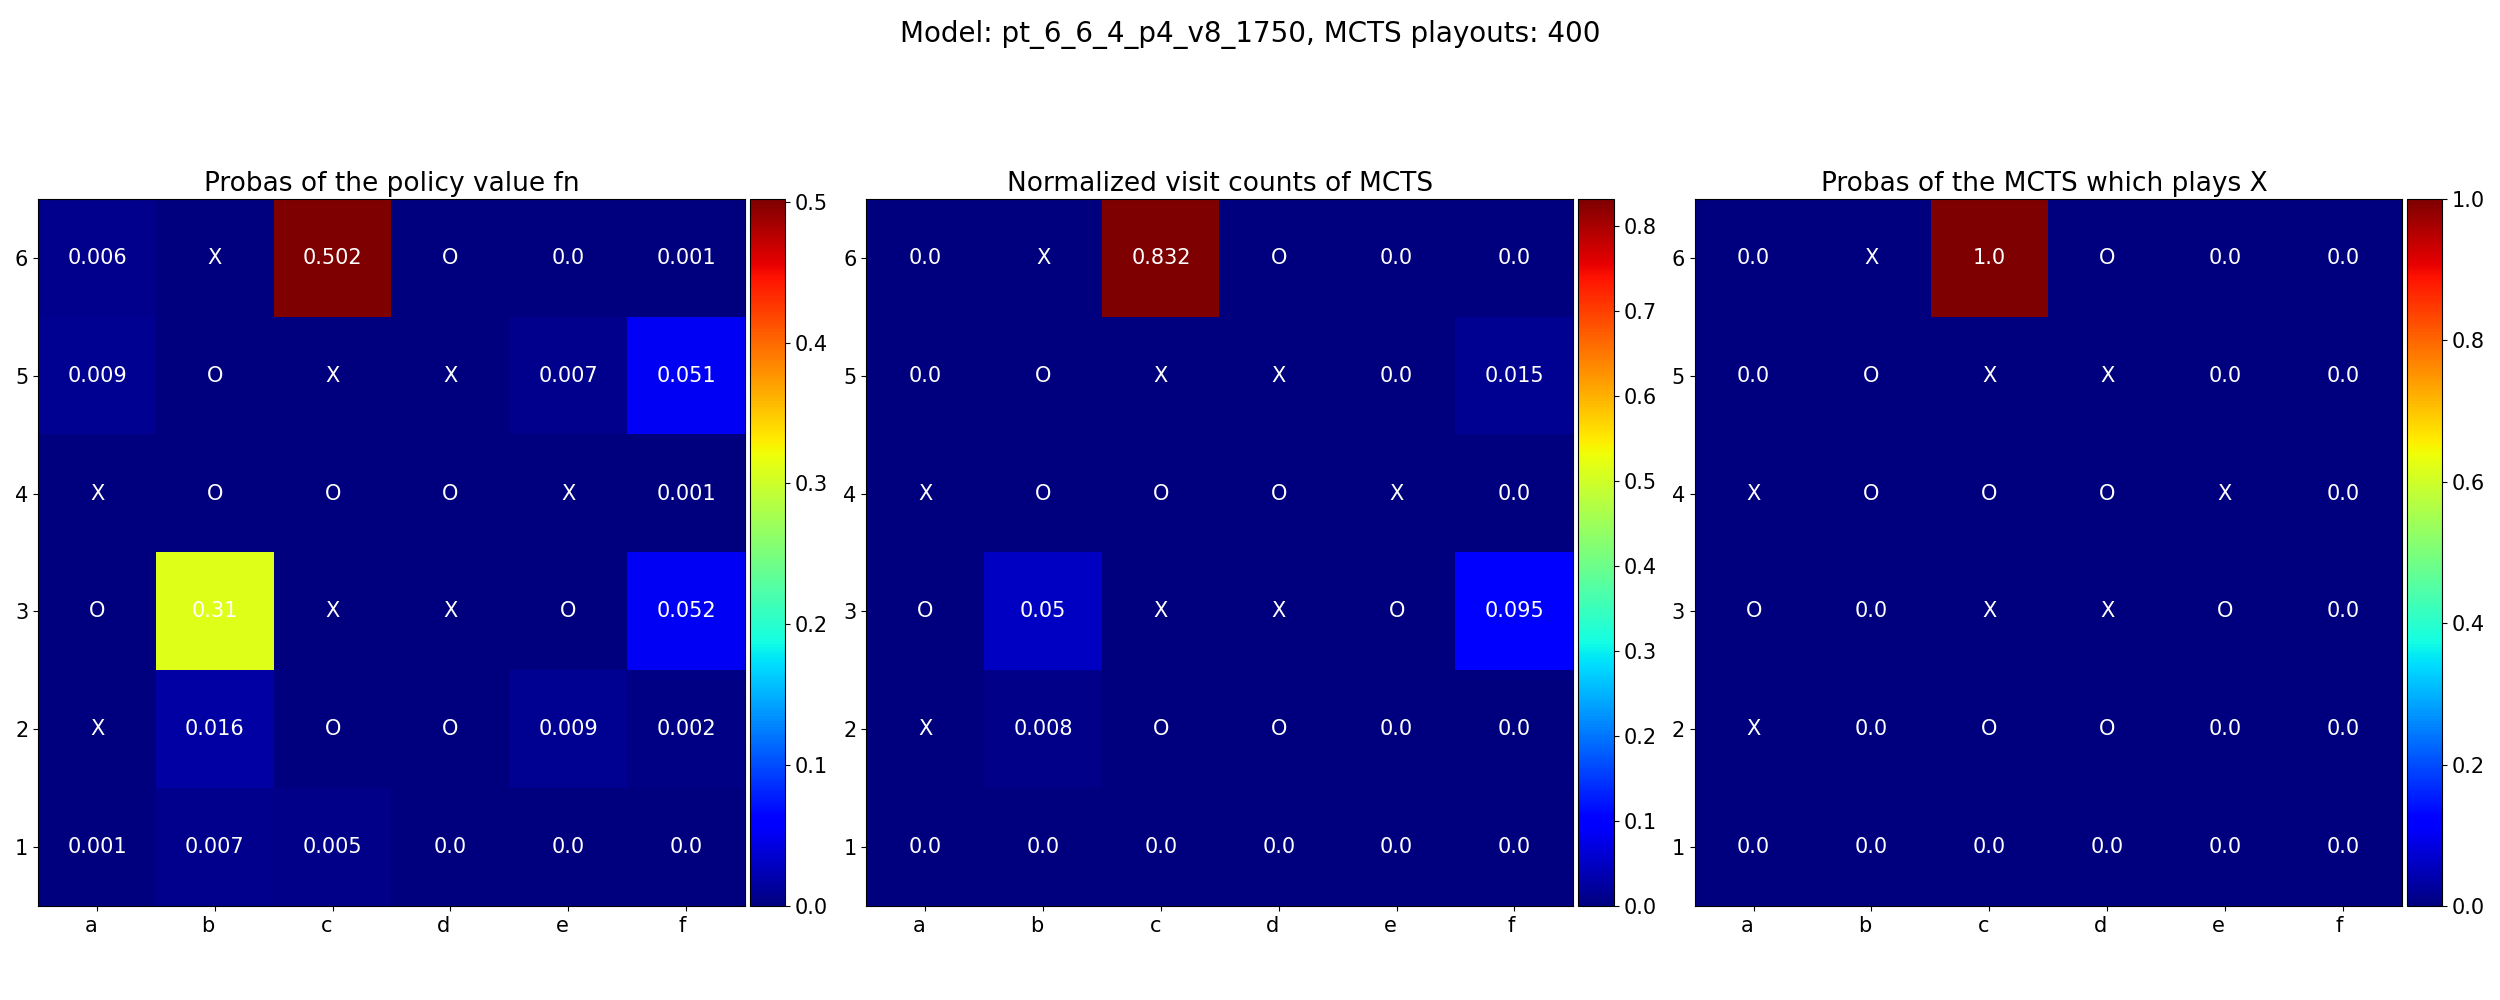 Model: pt_6_6_4_p4_v8_1750, MCTS playouts: 400
Probas of the policy value fn
6 0.006 X 0.502 O 0.0 0.001
5 0.009 O X X 0.007 0.051
4 X O O O X 0.001
3 O 0.31 X X O 0.052
2 X 0.016 O O 0.009 0.002
1 0.001 0.007 0.005 0.0 0.0 0.0
a b c d e f
0.5
0.4
0.3
0.2
0.1
0.0
Normalized visit counts of MCTS
6 0.0 X 0.832 O 0.0 0.0
5 0.0 O X X 0.0 0.015
4 X O O O X 0.0
3 O 0.05 X X O 0.095
2 X 0.008 O O 0.0 0.0
1 0.0 0.0 0.0 0.0 0.0 0.0
a b c d e f
0.8
0.7
0.6
0.5
0.4
0.3
0.2
0.1
0.0
Probas of the MCTS which plays X
6 0.0 X 1.0 O 0.0 0.0
5 0.0 O X X 0.0 0.0
4 X O O O X 0.0
3 O 0.0 X X O 0.0
2 X 0.0 O O 0.0 0.0
1 0.0 0.0 0.0 0.0 0.0 0.0
a b c d e f
1.0
0.8
0.6
0.4
0.2
0.0